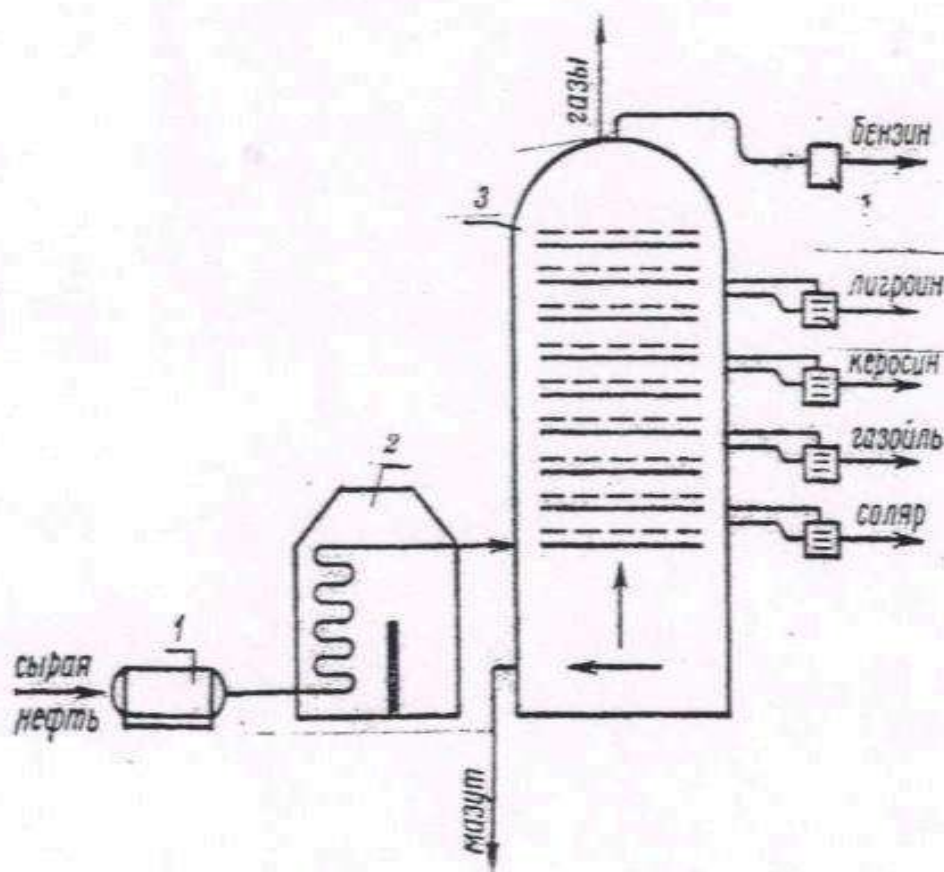 газы
бензин
3
лигроин
керосин
2
газойль
соляр
1
сырая
нефть
мазут